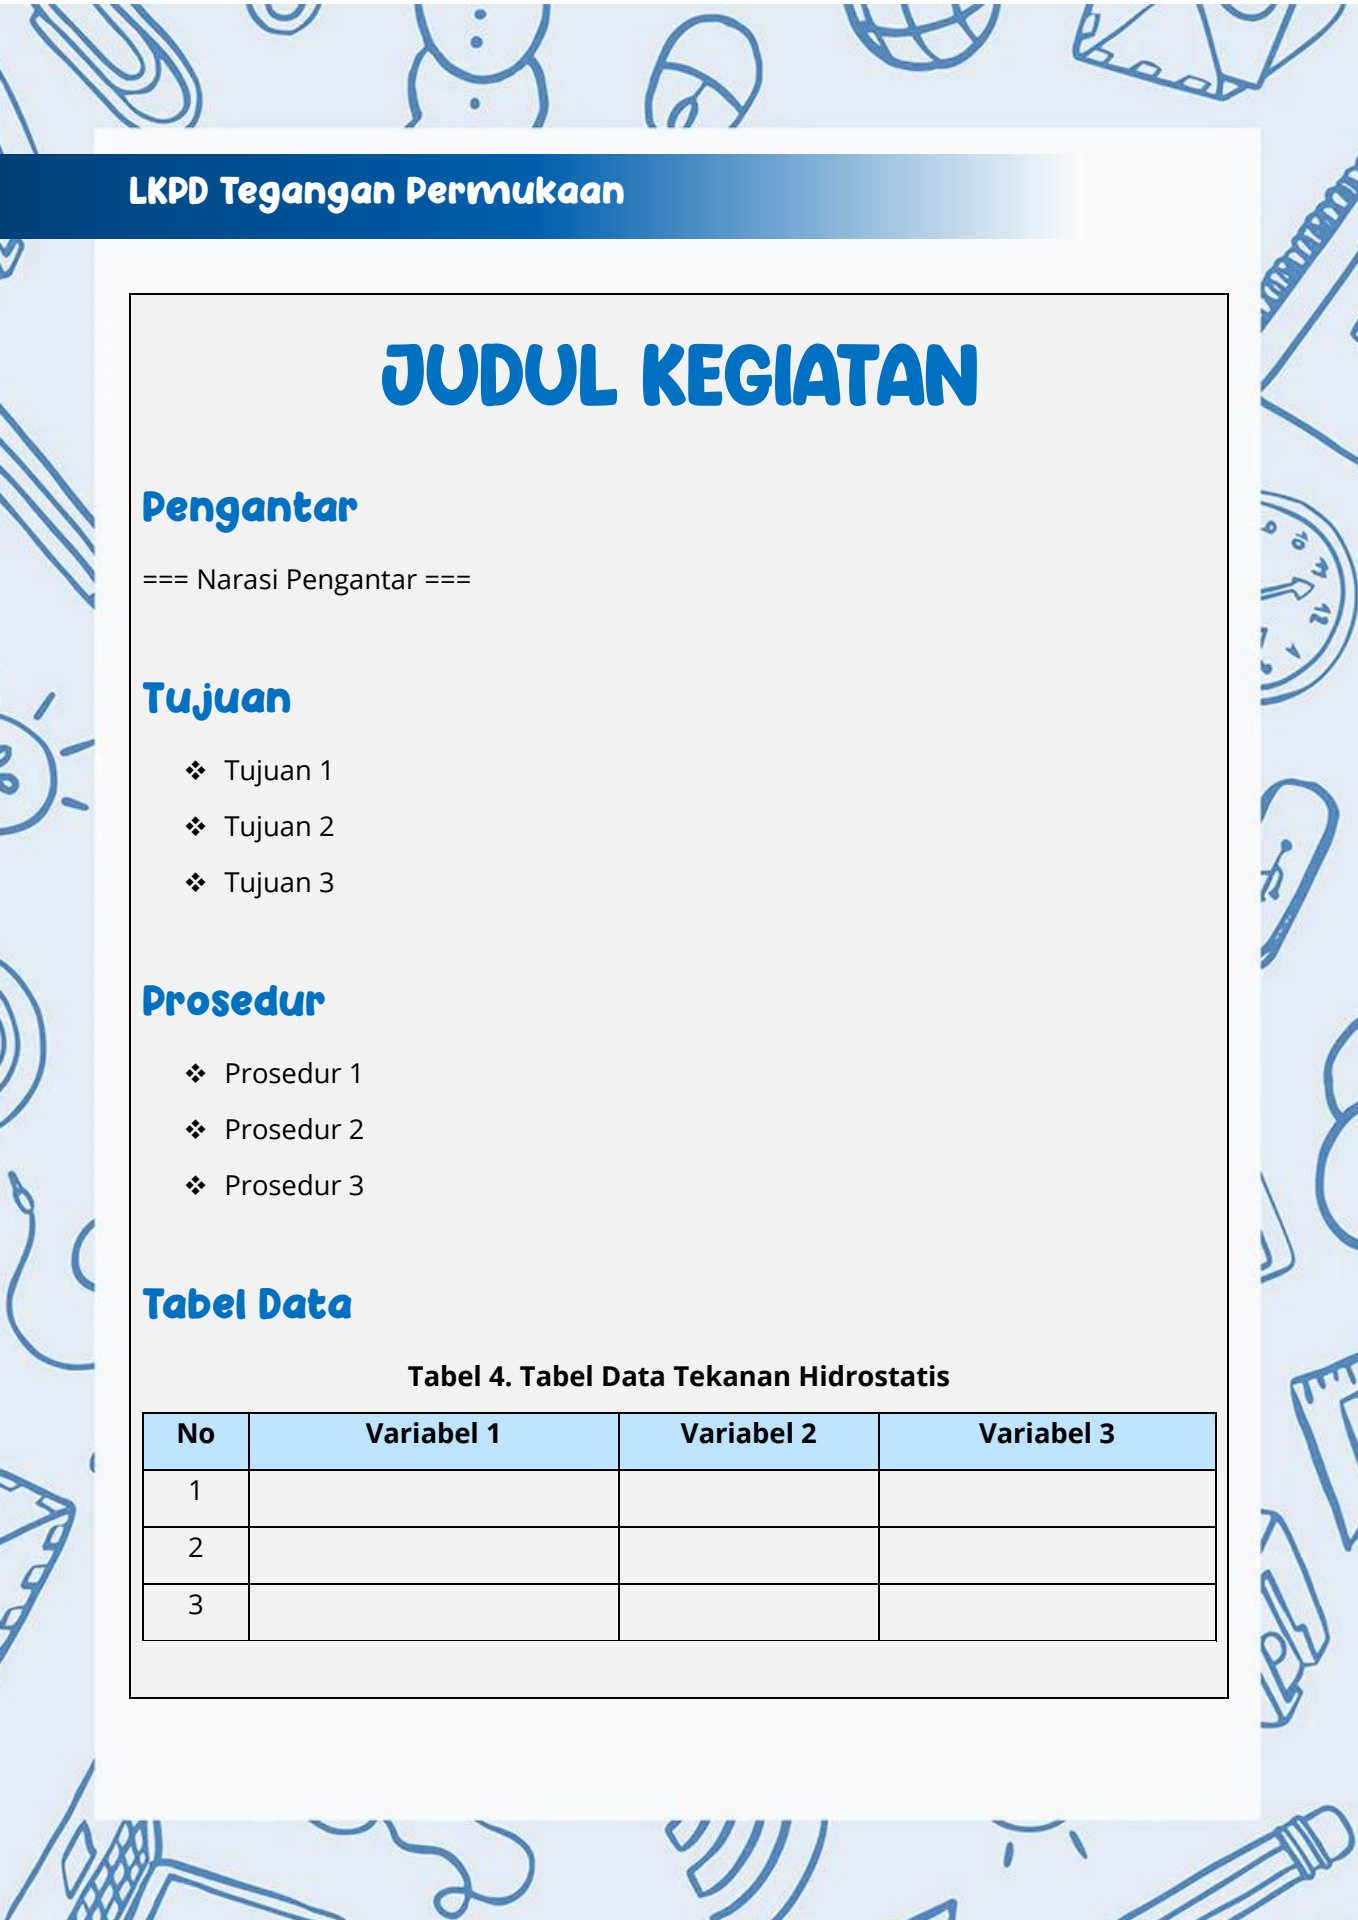 LKPD Tegangan Permukaan
JUDUL KEGIATAN
Pengantar
=== Narasi Pengantar ===
Tujuan
❖ Tujuan 1
❖ Tujuan 2
❖ Tujuan 3
Prosedur
❖ Prosedur 1
❖ Prosedur 2
❖ Prosedur 3
Tabel Data
Tabel 4. Tabel Data Tekanan Hidrostatis
No Variabel 1 Variabel 2 Variabel 3
1
2
3